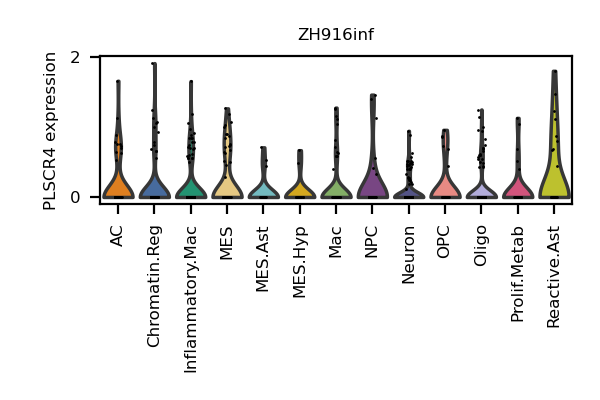 ZH916inf
PLSCR4 expression
2
0
AC
Chromatin.Reg
Inflammatory.Mac
MES
MES.Ast
MES.Hyp
Mac
NPC
Neuron
OPC
Oligo
Prolif.Metab
Reactive.Ast